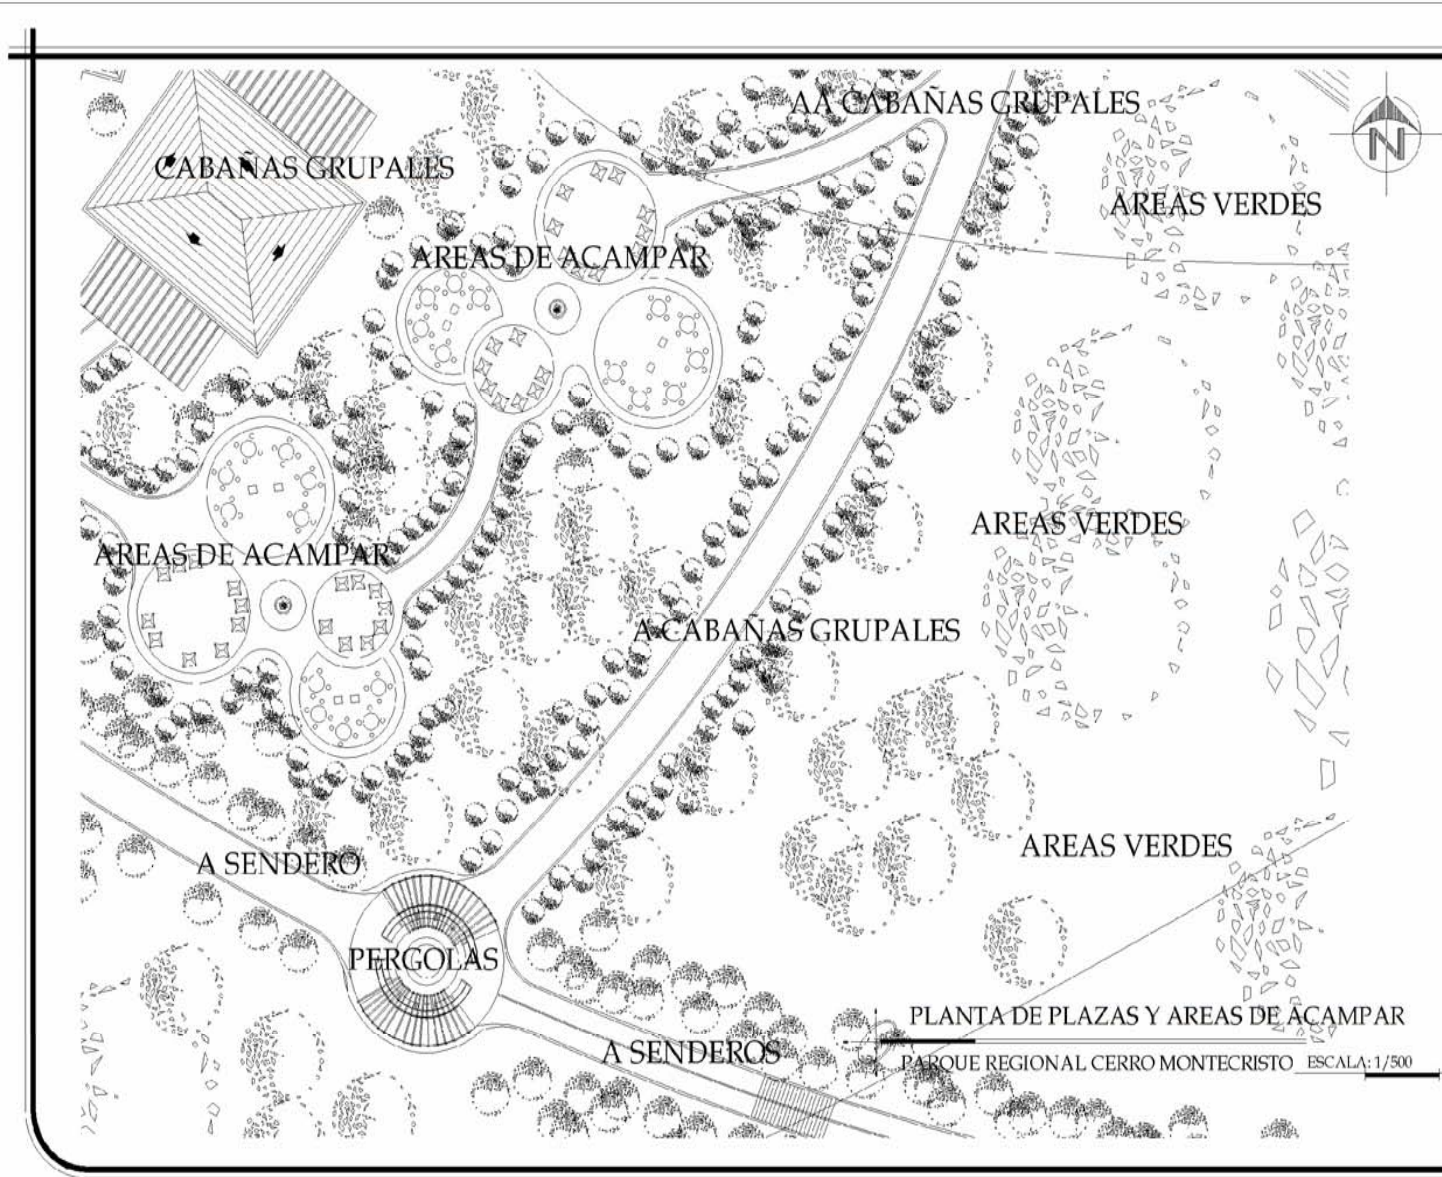 AA CABAÑAS GRUPALES
N
CABAÑAS GRUPALES
AREAS VERDES
AREAS DE ACAMPAR
AREAS VERDES
AREAS DE ACAMPAR
A CABAÑAS GRUPALES
AREAS VERDES
A SENDERO
PERGOLAS
PLANTA DE PLAZAS Y AREAS DE ACAMPAR
A SENDEROS
PARQUE REGIONAL CERRO MONTECRISTO ESCALA: 1/500